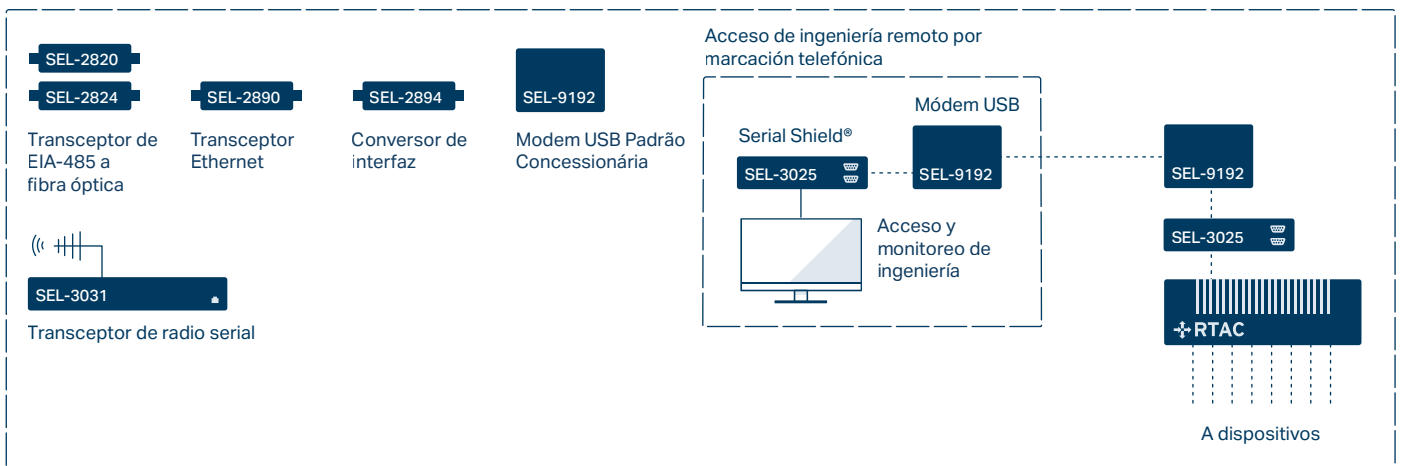 SEL-2820
SEL-2824
Transceptor de
EIA-485 a
fibra óptica
SEL-2890
Transceptor
Ethernet
SEL-2894
Conversor de
interfaz
SEL-9192
Modem USB Padrão
Concessionária
SEL-3031
Transceptor de radio serial
Acceso de ingeniería remoto por
marcación telefónica
Módem USB
Serial Shield®
SEL-3025
SEL-9192
Acceso y
monitoreo de
ingeniería
SEL-9192
SEL-3025
RTAC
A dispositivos